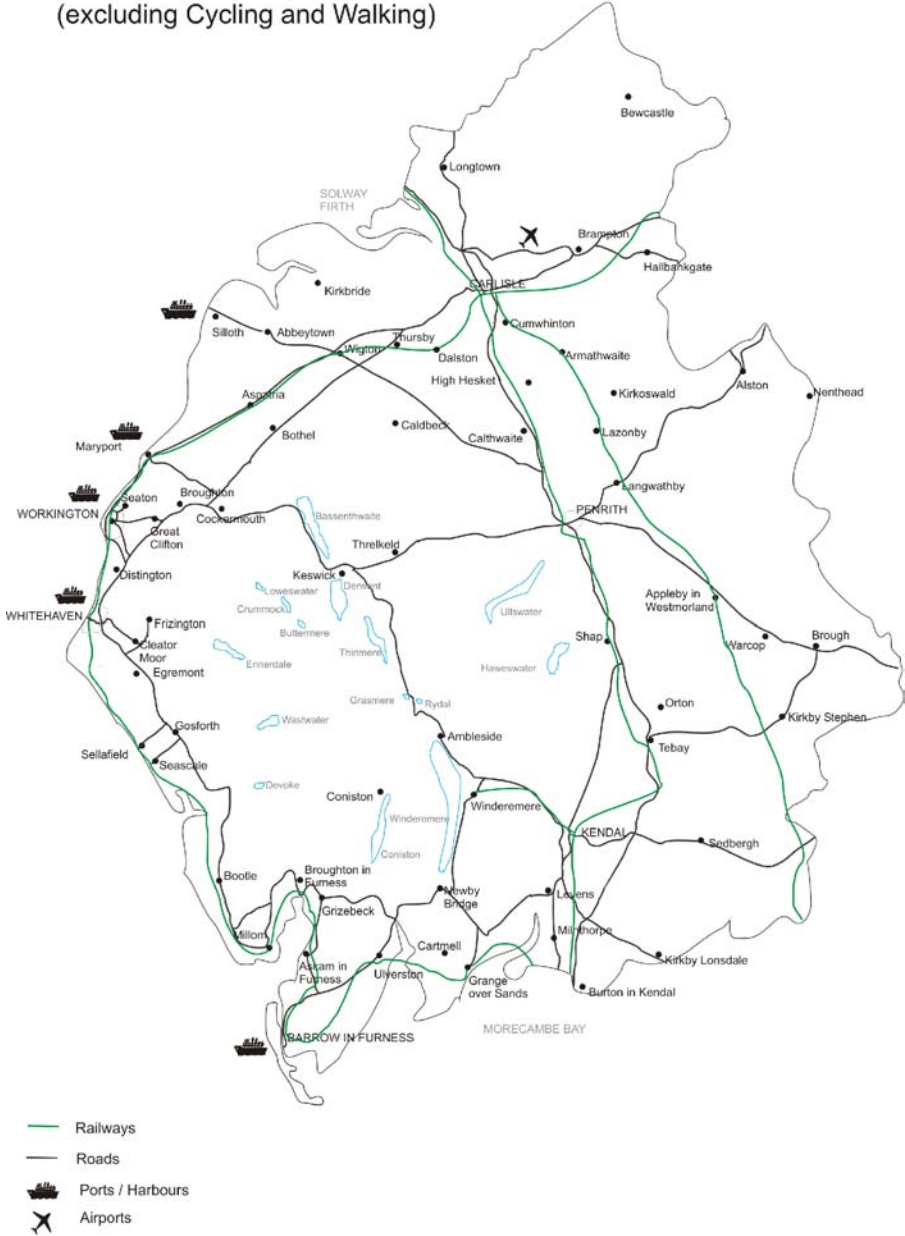 (excluding Cycling and Walking)
Bewcastle
Longtown
SOLWAY
FIRTH
Brampton
Hallbankgate
CARLISLE
Kirkbride
Silloth
Abbeytown
Cumwhinton
Thursby
Wigton
Dalston
Armathwaite
High Hesket
Alston
Nenthead
Kirkoswald
Aspatria
Bothel
Caldbeck
Calthwaite
Lazonby
Maryport
Langwathby
Seaton
Broughton
WORKINGTON
Cockermouth
Great
Clifton
Bassenthwaite
PENRITH
Threlkeld
Distington
Keswick
Derwent
Loweswater
Crummock
Buttermere
Thirlmere
Ullswater
Appleby in
Westmorland
WHITEHAVEN
Frizington
Cleator
Moor
Egremont
Ennerdale
Shap
Haweswater
Warcop
Brough
Grasmere
Rydal
Orton
Kirkby Stephen
Gosforth
Wastwater
Ambleside
Sellafield
Seascale
Tebay
Devoke
Coniston
Winderemere
Winderemere
Coniston
KENDAL
Sedbergh
Bootle
Broughton in
Furness
Grizebeck
Newby
Bridge
Levens
Millom
Milnthorpe
Askam in
Furness
Ulverston
Cartmell
Grange
over Sands
Kirkby Lonsdale
Burton in Kendal
BARROW IN FURNESS
MORECAMBE BAY
Railways
Roads
Ports / Harbours
Airports